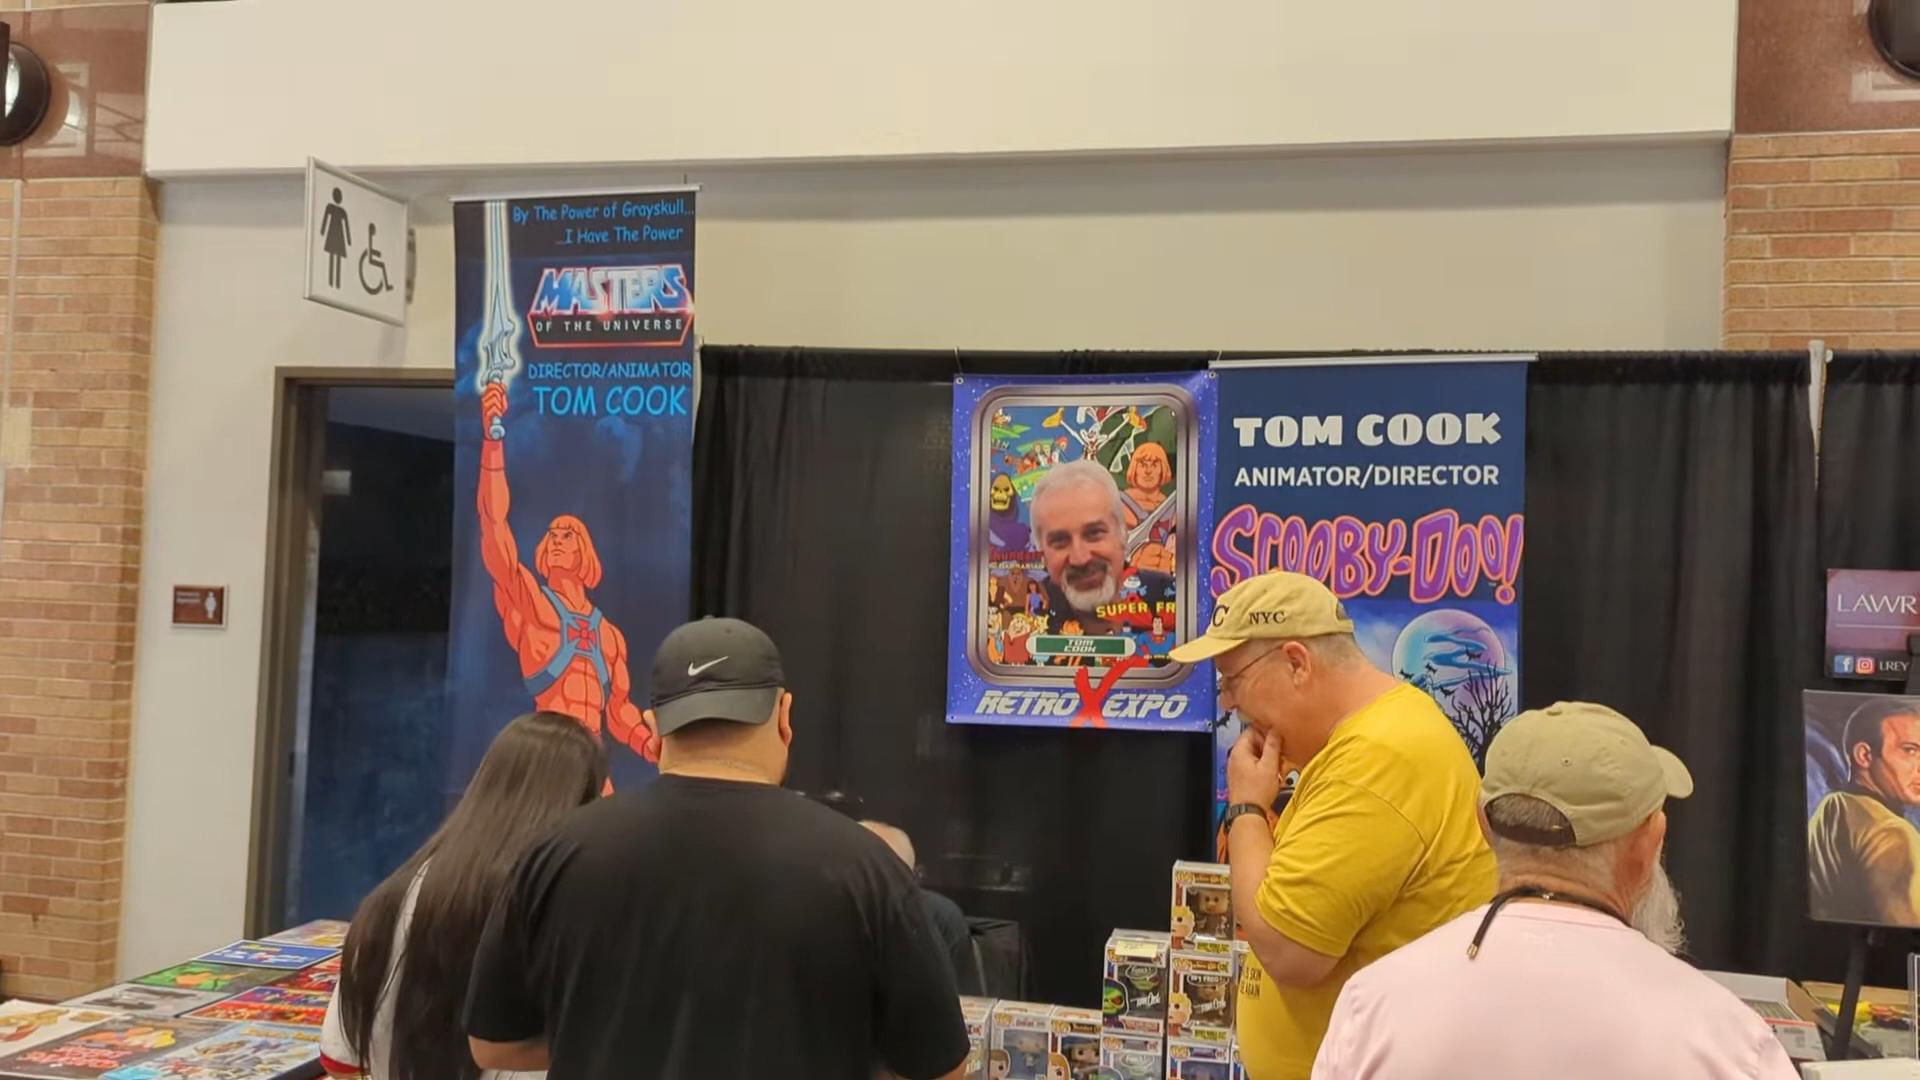 By The Power of Grayskull...
...I Have The Power
MASTERS
OF THE UNIVERSE
DIRECTOR/ANIMATOR
TOM COOK
SUPER FR
TOM
COOK
RETRO EXPO
TOM COOK
ANIMATOR/DIRECTOR
SCOOBY-DOO!
C NYC
LAWR
LREY